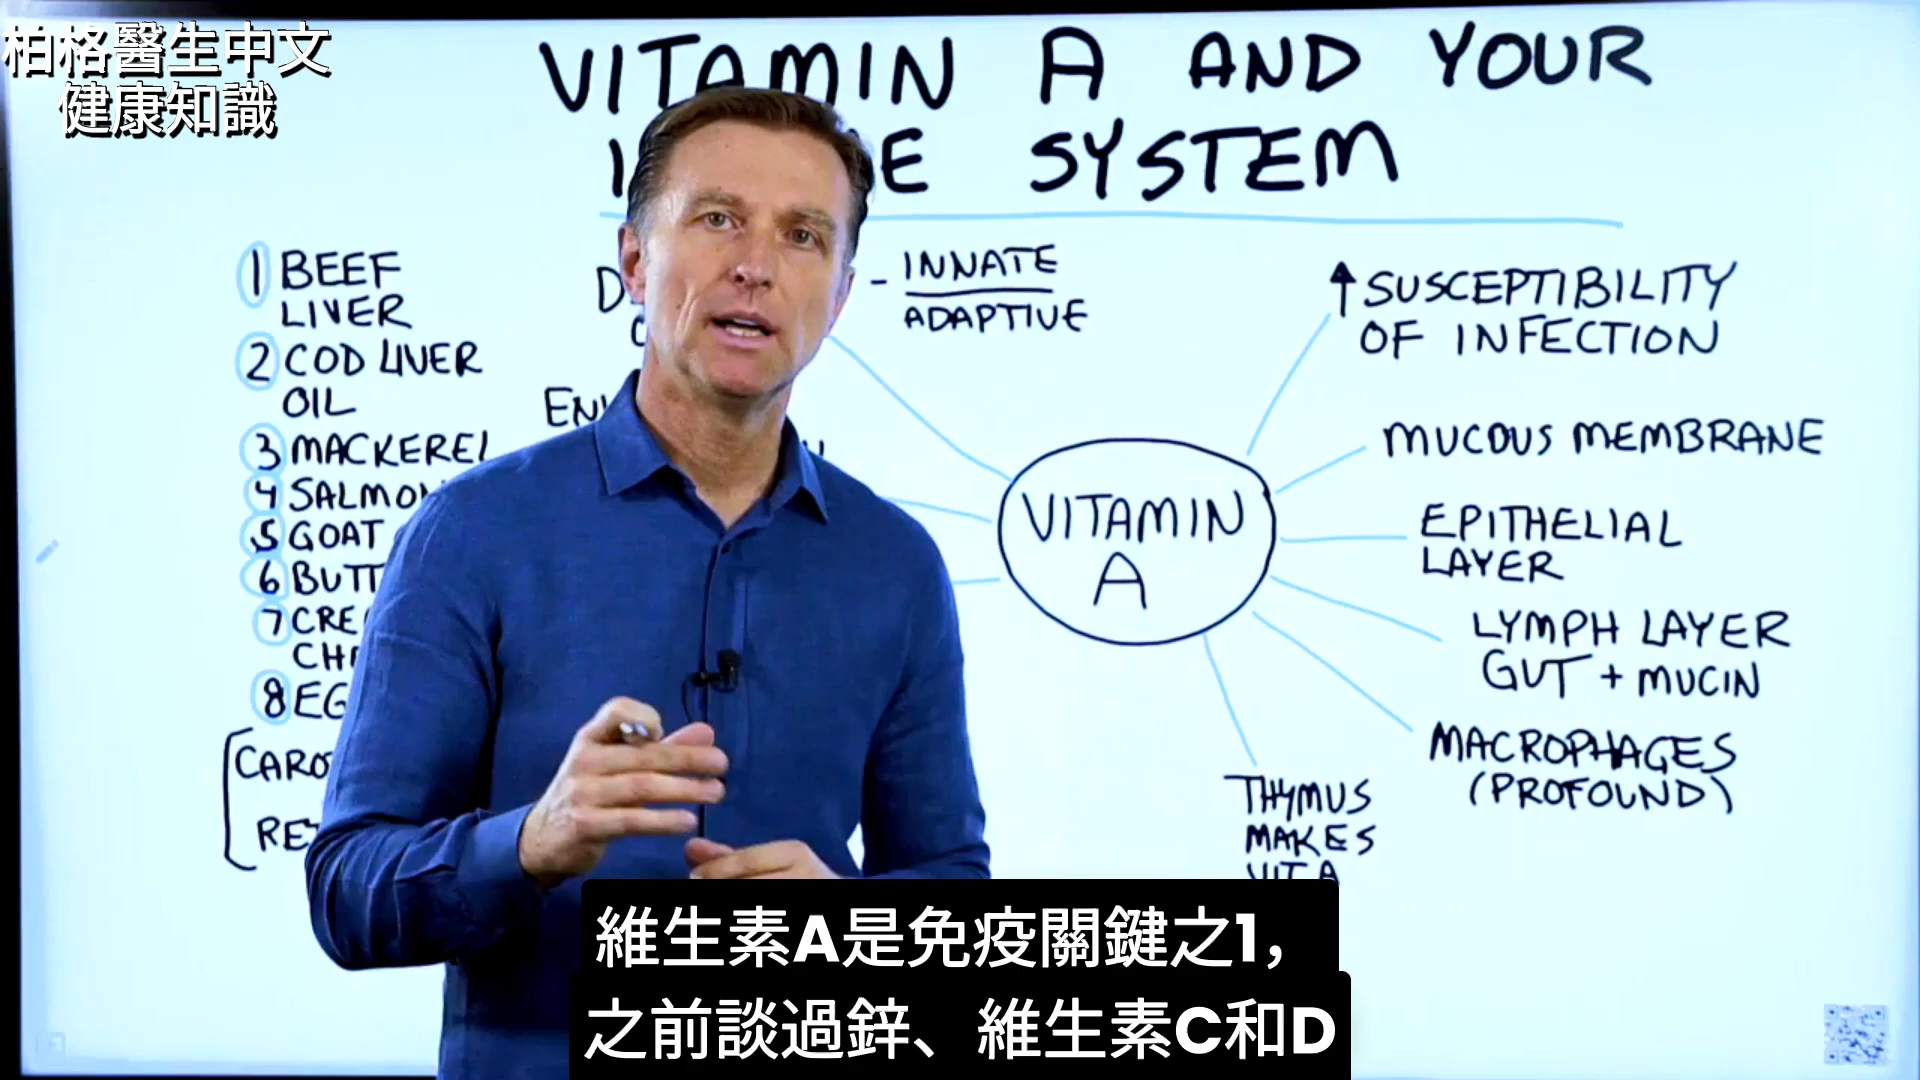 柏格醫生中文
健康知識
VITAMIN A AND YOUR
SYSTEM
1 BEEF
LIVER
2 COD LIVER
OIL
3 MACKEREL
4 SALMON
5 GOAT
6
7
8
- INNATE
ADAPTIVE
VITAMIN
A
↑ SUSCEPTIBILITY
OF INFECTION
MUCOUS MEMBRANE
EPITHELIAL
LAYER
LYMPH LAYER
GUT + MUCIN
MACROPHAGES
(PROFOUND)
THYMUS
MAKES
VIT A
維生素A是免疫關鍵之1，
之前談過鋅、維生素C和D